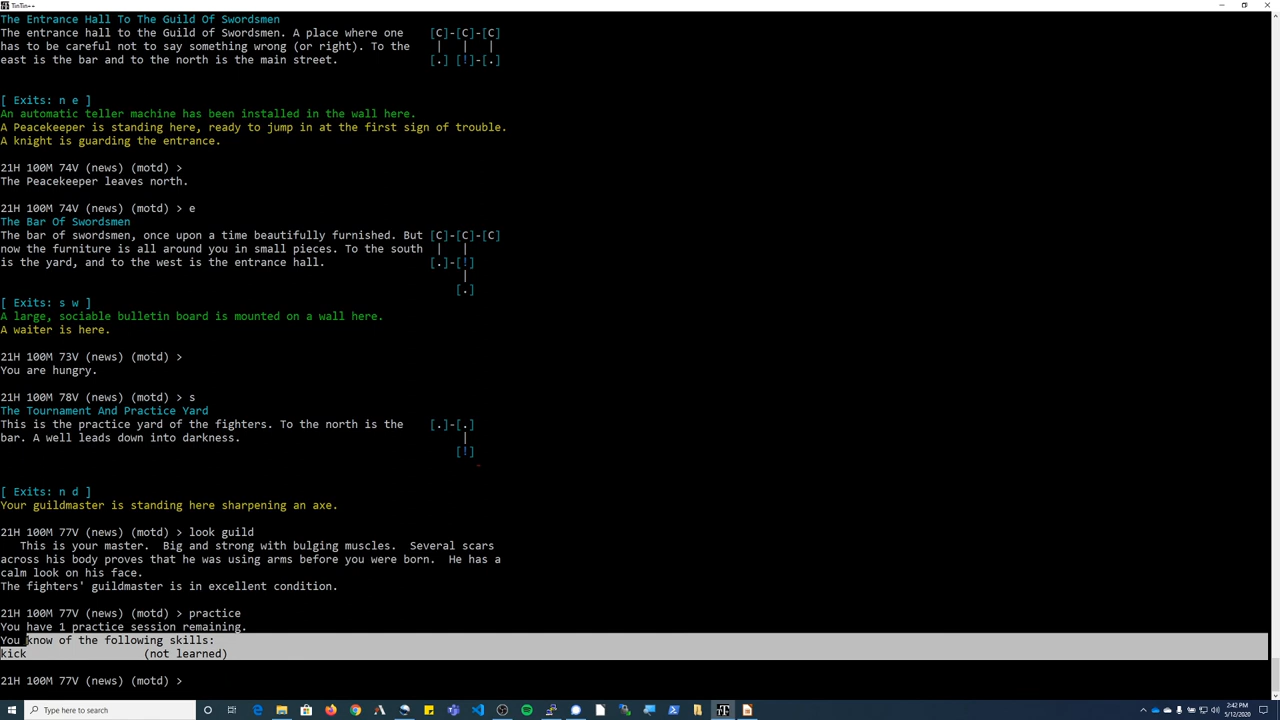 TinTin++
The Entrance Hall To The Guild Of Swordsmen
The entrance hall to the Guild of Swordsmen. A place where one [C]-[C]-[C]
has to be careful not to say something wrong (or right). To the | | |
east is the bar and to the north is the main street. [.] [!]-[.]
[ Exits: n e ]
An automatic teller machine has been installed in the wall here.
A Peacekeeper is standing here, ready to jump in at the first sign of trouble.
A knight is guarding the entrance.
21H 100M 74V (news) (motd) >
The Peacekeeper leaves north.
21H 100M 74V (news) (motd) > e
The Bar Of Swordsmen
The bar of swordsmen, once upon a time beautifully furnished. But [C]-[C]-[C]
now the furniture is all around you in small pieces. To the south | |
is the yard, and to the west is the entrance hall. [.]-[!]
|
[.]
[ Exits: s w ]
A large, sociable bulletin board is mounted on a wall here.
A waiter is here.
21H 100M 73V (news) (motd) >
You are hungry.
21H 100M 78V (news) (motd) > s
The Tournament And Practice Yard
This is the practice yard of the fighters. To the north is the [.]-[.]
bar. A well leads down into darkness. |
[!]
[ Exits: n d ]
Your guildmaster is standing here sharpening an axe.
21H 100M 77V (news) (motd) > look guild
This is your master. Big and strong with bulging muscles. Several scars
across his body proves that he was using arms before you were born. He has a
calm look on his face.
The fighters' guildmaster is in excellent condition.
21H 100M 77V (news) (motd) > practice
You have 1 practice session remaining.
You know of the following skills:
kick (not learned)
21H 100M 77V (news) (motd) >
Type here to search
2:42 PM
5/12/2020